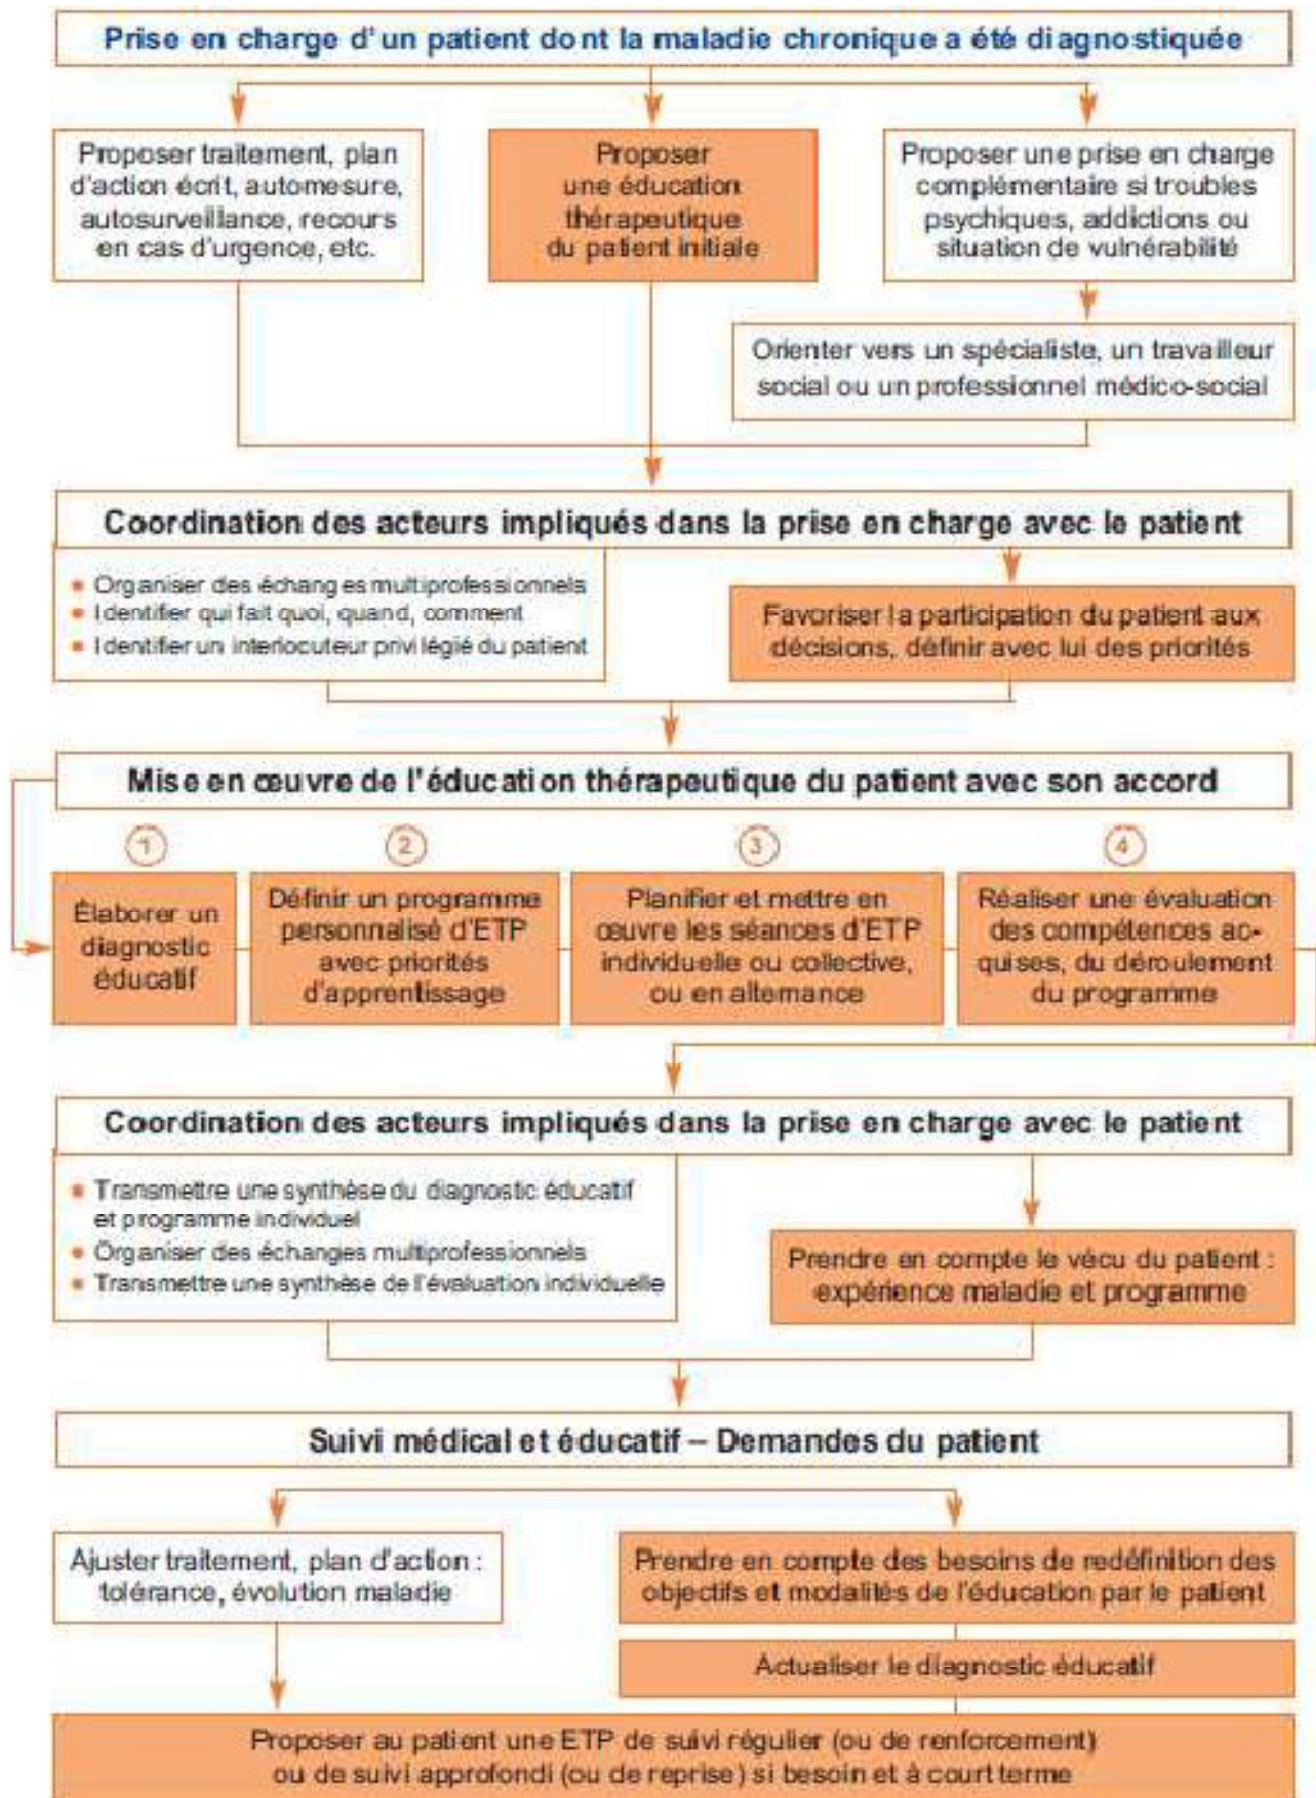 Prise en charge d'un patient dont la maladie chronique a été diagnostiquée
Proposer traitement, plan
d'action écrit, automesure,
autosurveillance, recours
en cas d'urgence, etc.
Proposer
une éducation
thérapeutique
du patient initiale
Proposer une prise en charge
complémentaire si troubles
psychiques, addictions ou
situation de vulnérabilité
Orienter vers un spécialiste, un travailleur
social ou un professionnel médico-social
Coordination des acteurs impliqués dans la prise en charge avec le patient
• Organiser des échanges multiprofessionnels
• Identifier qui fait quoi, quand, comment
• Identifier un interlocuteur privilégié du patient
Favoriser la participation du patient aux
décisions, définir avec lui des priorités
Mise en œuvre de l'éducation thérapeutique du patient avec son accord
1
Élaborer un
diagnostic
éducatif
2
Définir un programme
personnalisé d'ETP
avec priorités
d'apprentissage
3
Planifier et mettre en
œuvre les séances d'ETP
individuelle ou collective,
ou en alternance
4
Réaliser une évaluation
des compétences ac-
quises, du déroulement
du programme
Coordination des acteurs impliqués dans la prise en charge avec le patient
• Transmettre une synthèse du diagnostic éducatif
et programme individuel
• Organiser des échanges multiprofessionnels
• Transmettre une synthèse de l'évaluation individuelle
Prendre en compte le vécu du patient :
expérience maladie et programme
Suivi médical et éducatif – Demandes du patient
Ajuster traitement, plan d'action :
tolérance, évolution maladie
Prendre en compte des besoins de redéfinition des
objectifs et modalités de l'éducation par le patient
Actualiser le diagnostic éducatif
Proposer au patient une ETP de suivi régulier (ou de renforcement)
ou de suivi approfondi (ou de reprise) si besoin et à court terme